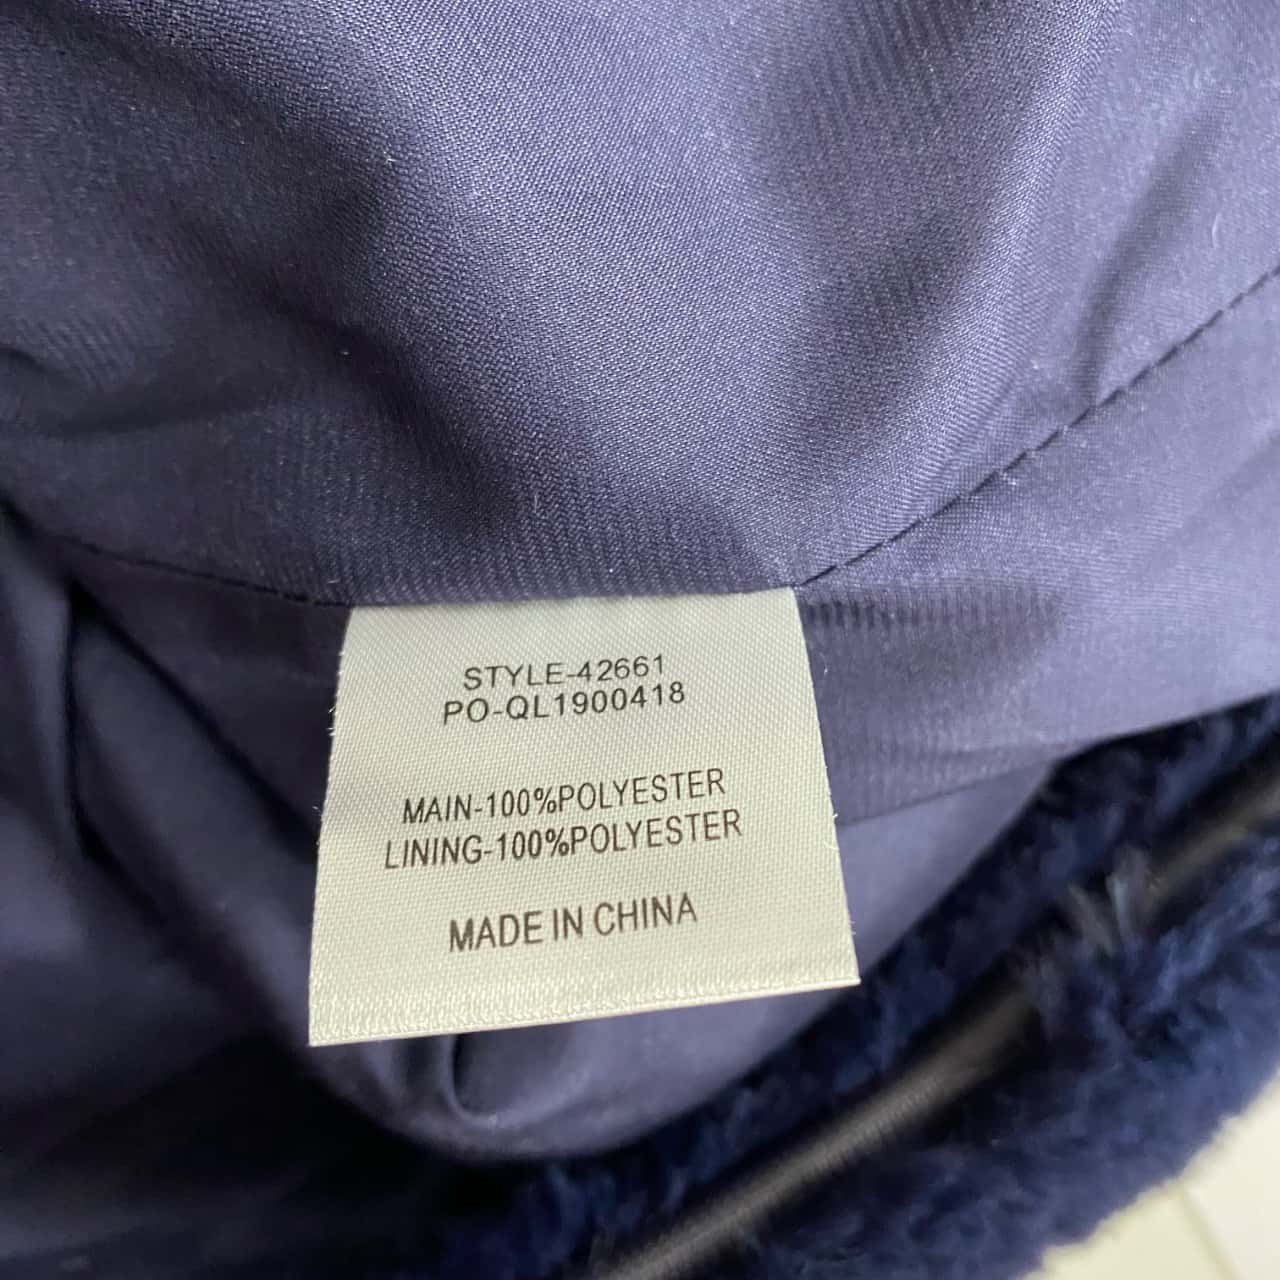 STYLE-42661
PO-QL1900418
MAIN-100%POLYESTER
LINING-100%POLYESTER
MADE IN CHINA